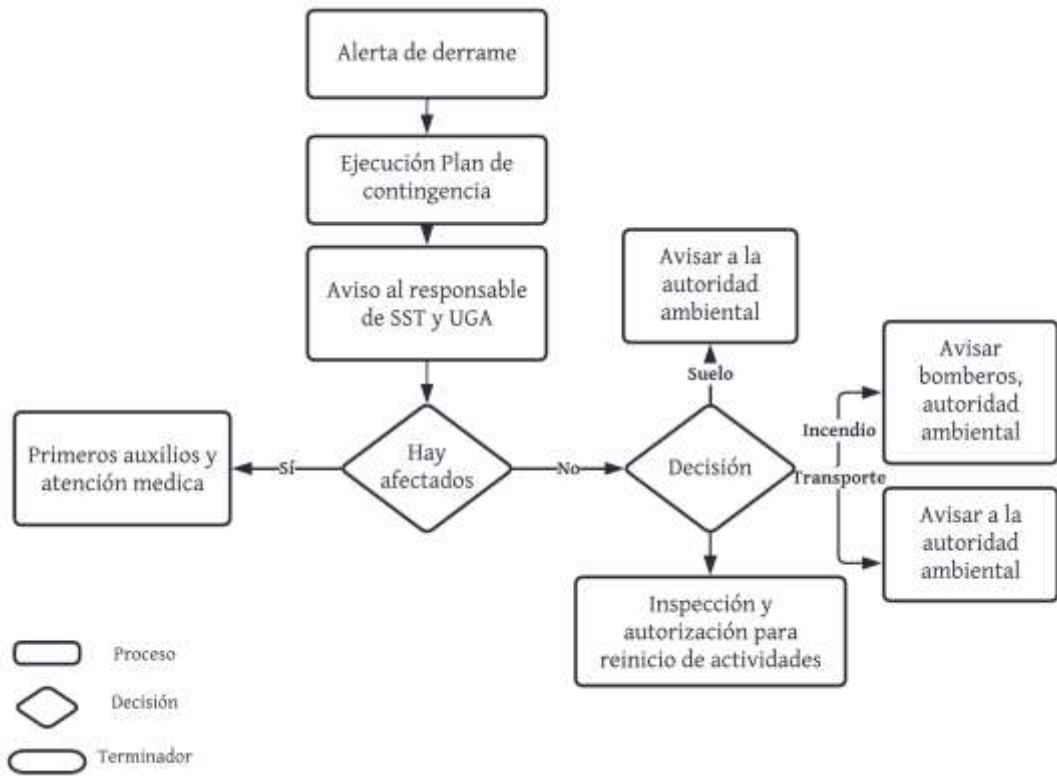 Alerta de derrame
Ejecución Plan de
contingencia
Aviso al responsable
de SST y UGA
Hay
afectados
Sí
Primeros auxilios y
atención medica
No
Decisión
Suelo
Avisar a la
autoridad
ambiental
Incendio
Transporte
Avisar
bomberos,
autoridad
ambiental
Avisar a la
autoridad
ambiental
Inspección y
autorización para
reinicio de actividades
Proceso
Decisión
Terminador